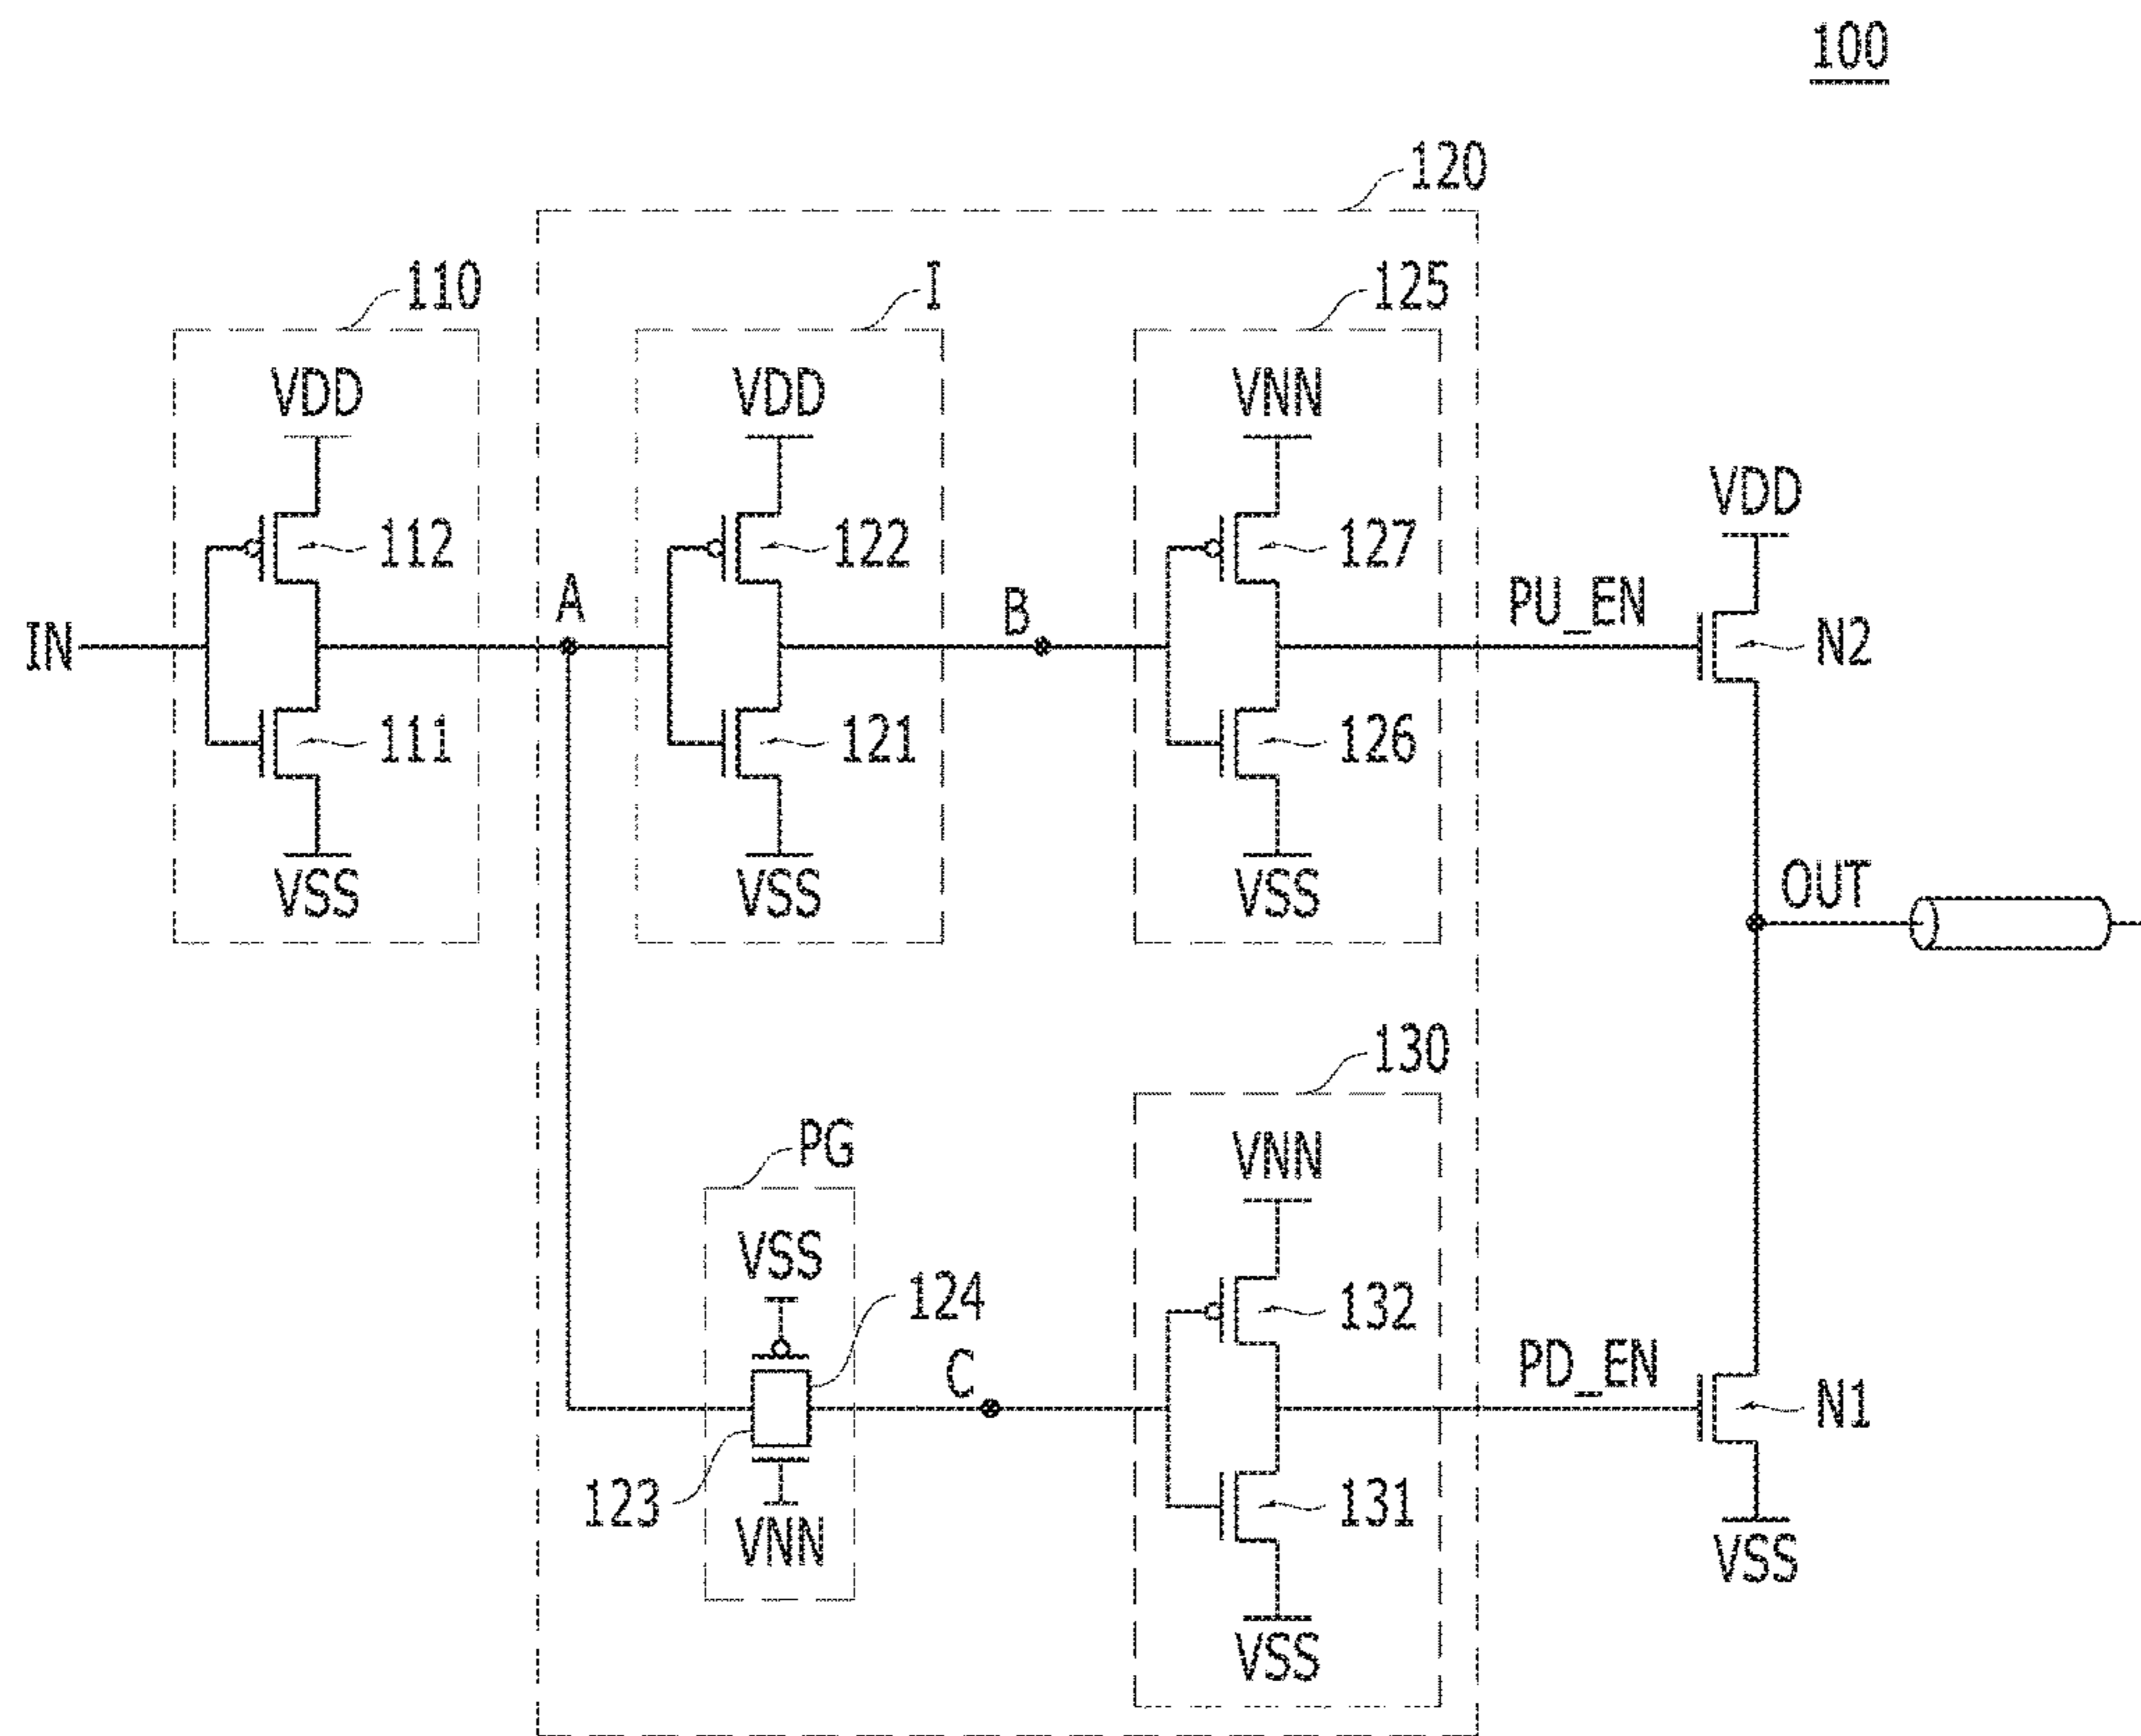 100
120
110
I
125
VDD
VDD
VNN
VDD
112
122
127
A
B
PU_EN
IN
N2
111
121
126
VSS
VSS
VSS
OUT
130
PG
VNN
VSS
124
132
C
PD_EN
N1
123
131
VNN
VSS
VSS